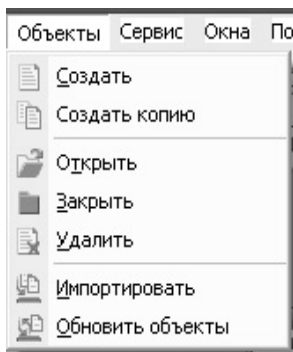 Объекты Сервис Окна По
Создать
Создать копию
Открыть
Закрыть
Удалить
Импортировать
Обновить объекты